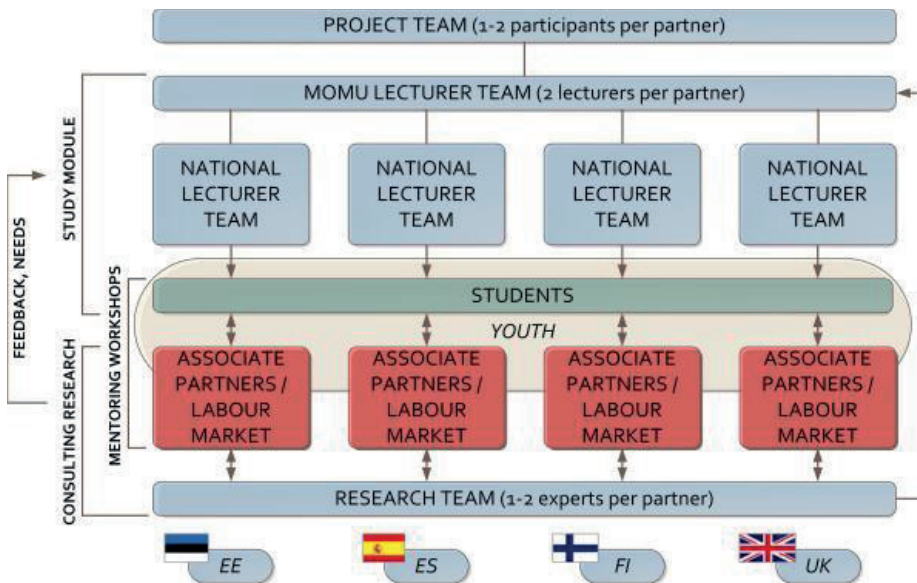 PROJECT TEAM (1-2 participants per partner)
MOMU LECTURER TEAM (2 lecturers per partner)
NATIONAL
LECTURER
TEAM
NATIONAL
LECTURER
TEAM
NATIONAL
LECTURER
TEAM
NATIONAL
LECTURER
TEAM
STUDENTS
YOUTH
ASSOCIATE
PARTNERS /
LABOUR
MARKET
ASSOCIATE
PARTNERS /
LABOUR
MARKET
ASSOCIATE
PARTNERS /
LABOUR
MARKET
ASSOCIATE
PARTNERS /
LABOUR
MARKET
RESEARCH TEAM (1-2 experts per partner)
EE
ES
FI
UK
FEEDBACK, NEEDS
STUDY MODULE
CONSULTING RESEARCH
MENTORING WORKSHOPS